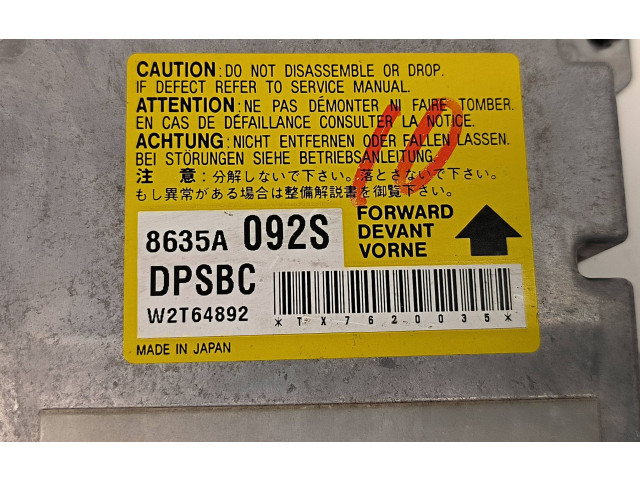 CAUTION: DO NOT DISASSEMBLE OR DROP.
IF DEFECT REFER TO SERVICE MANUAL.
ATTENTION: NE PAS DÉMONTER NI FAIRE TOMBER.
EN CAS DE DÉFAILLANCE CONSULTER LA NOTICE.
ACHTUNG: NICHT ENTFERNEN ODER FALLEN LASSEN.
BEI STÖRUNGEN SIEHE BETRIEBSANLEITUNG.
注 意: 分解しないで下さい。落とさないで下さい。
もし異常がある場合は整備解説書を御覧下さい。
10
8635A 092S
DPSBC
W2T64892
*TX7620035*
FORWARD
DEVANT
VORNE
MADE IN JAPAN